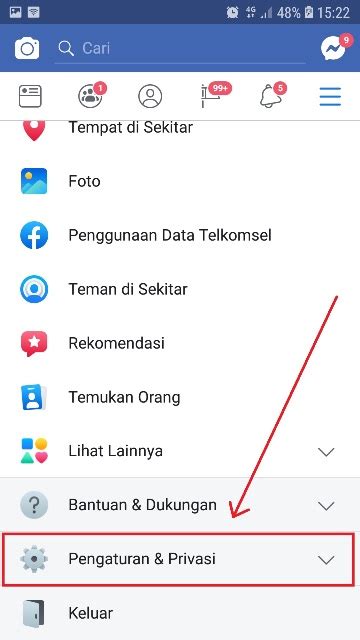 4G 48% 15:22
Cari 9
1 99+ 5
Tempat di Sekitar
Foto
Penggunaan Data Telkomsel
Teman di Sekitar
Rekomendasi
Temukan Orang
Lihat Lainnya
Bantuan & Dukungan
Pengaturan & Privasi
Keluar